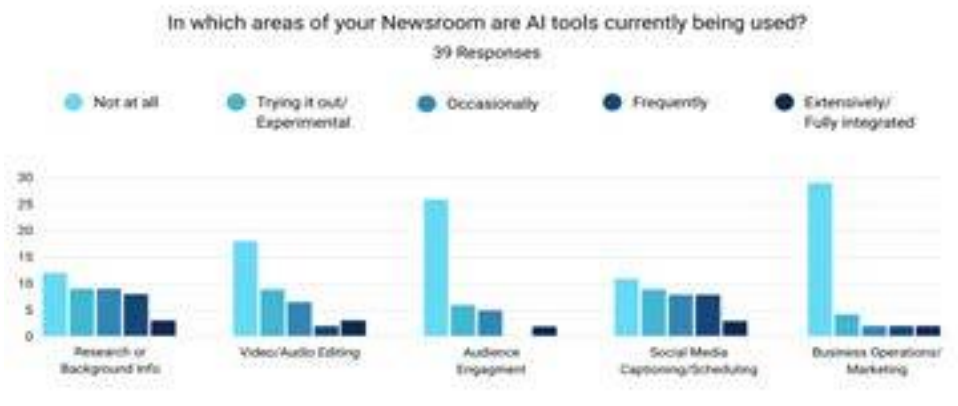 In which areas of your Newsroom are AI tools currently being used?
39 Responses
Not at all
Trying it out/
Experimental
Occasionally
Frequently
Extensively/
Fully integrated
30
25
20
15
10
5
0
Research or
Background Info
Video/Audio Editing
Audience
Engagment
Social Media
Captioning/Scheduling
Business Operations/
Marketing